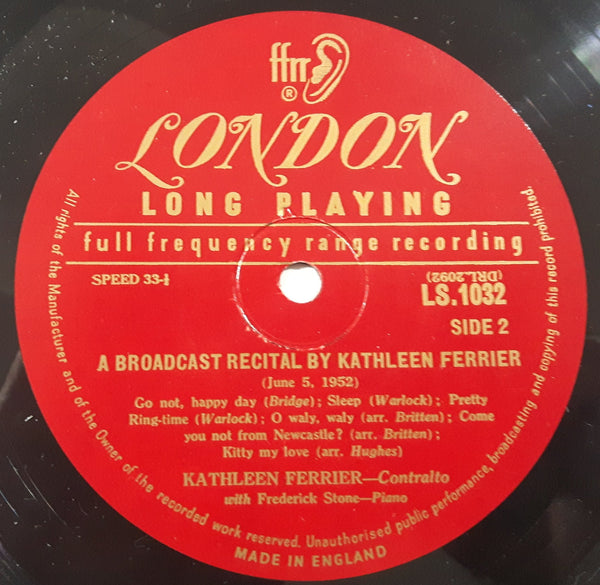 ffrr
®
LONDON
LONG PLAYING
full frequency range recording
SPEED 33-⅓
(DRL.2092)
LS.1032
SIDE 2
A BROADCAST RECITAL BY KATHLEEN FERRIER
(June 5, 1952)
Go not, happy day (Bridge); Sleep (Warlock); Pretty
Ring-time (Warlock); O waly, waly (arr. Britten); Come
you not from Newcastle? (arr. Britten);
Kitty my love (arr. Hughes)
KATHLEEN FERRIER—Contralto
with Frederick Stone—Piano
All rights of the Manufacturer and of the Owner of the recorded work reserved. Unauthorised public performance, broadcasting and copying of this record prohibited.
MADE IN ENGLAND